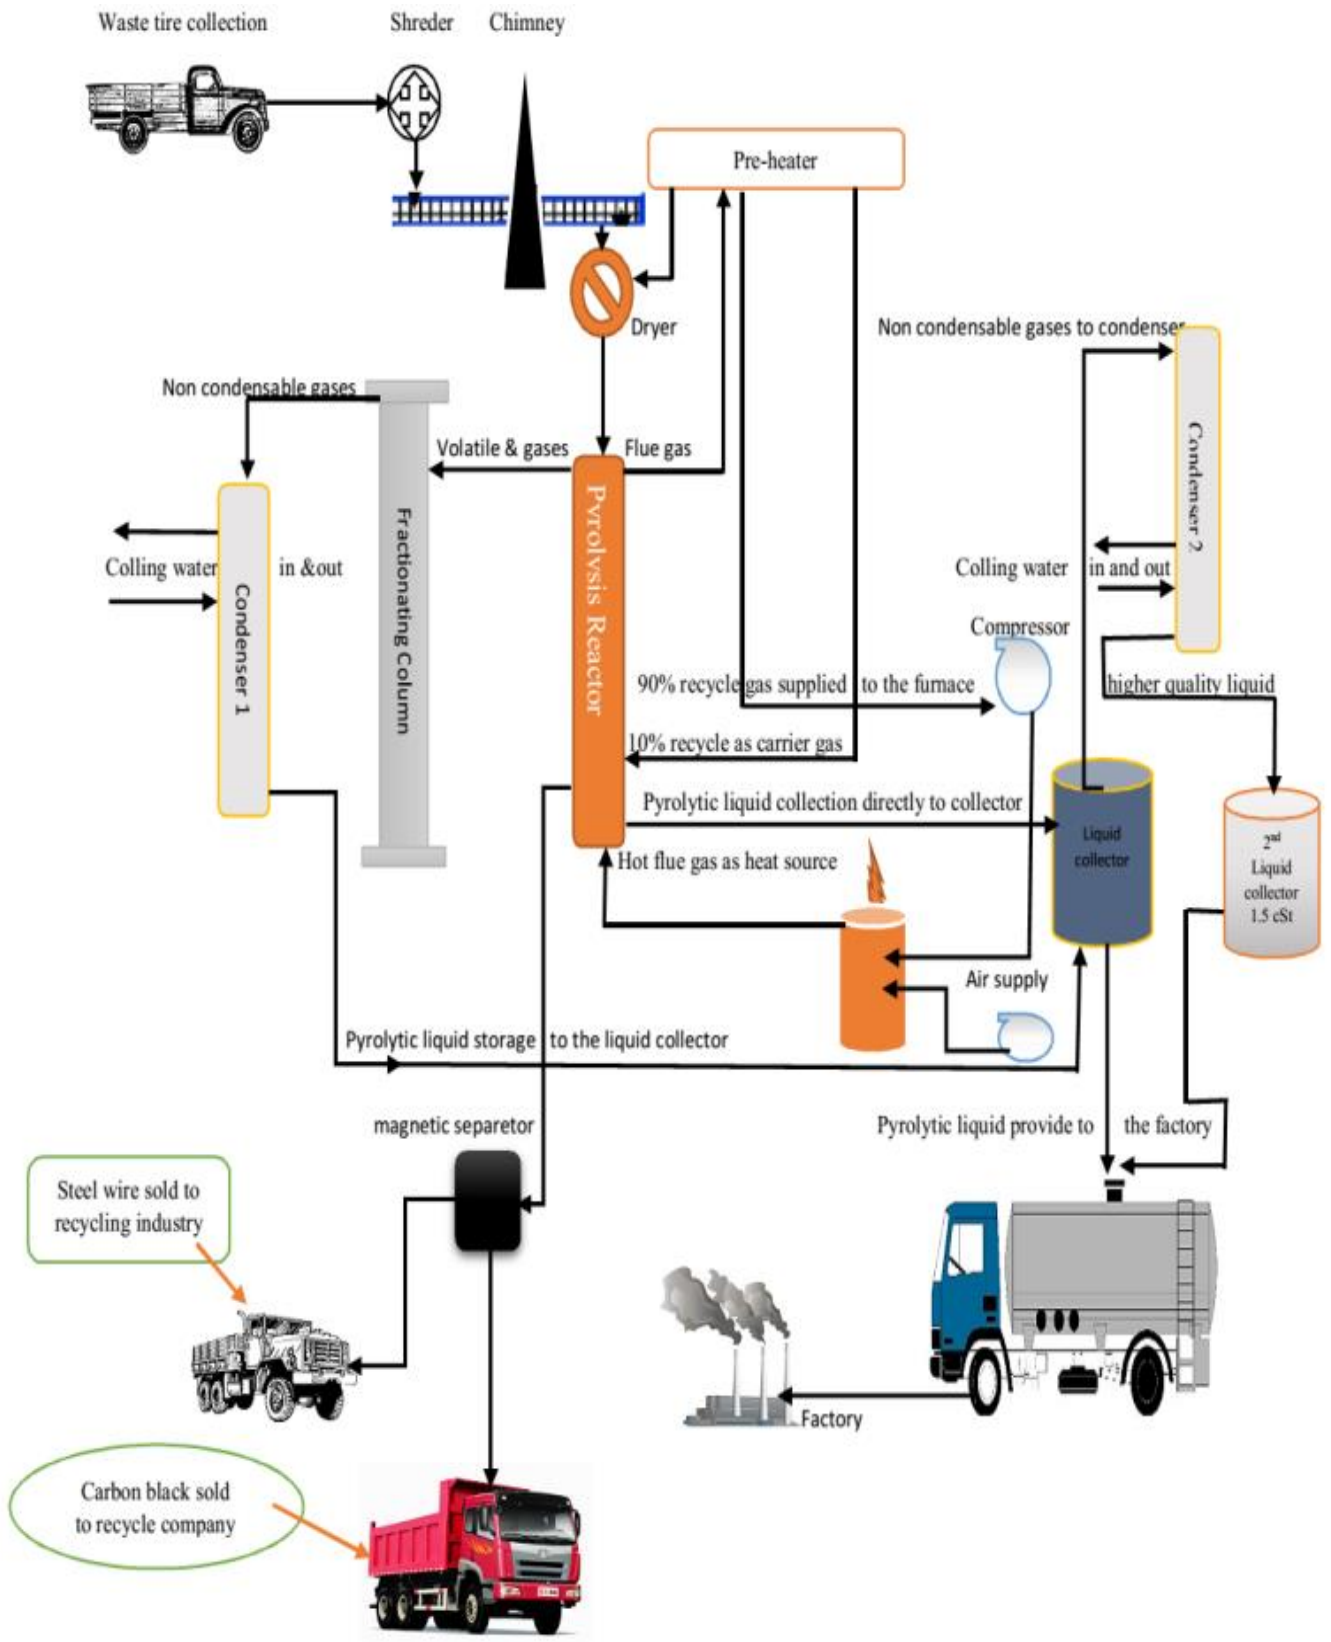 Waste tire collection
Shreder
Chimney
Pre-heater
Dryer
Non condensable gases to condenser
Non condensable gases
Volatile & gases
Flue gas
Condenser 2
Fractionating Column
Pyrolysis Reactor
Colling water in &out
Condenser 1
Colling water in and out
Compressor
90% recycle gas supplied to the furnace
higher quality liquid
10% recycle as carrier gas
Pyrolytic liquid collection directly to collector
Liquid
collector
2nd
Liquid
collector
1.5 cSt
Hot flue gas as heat source
Air supply
Pyrolytic liquid storage to the liquid collector
magnetic separetor
Pyrolytic liquid provide to the factory
Steel wire sold to
recycling industry
Factory
Carbon black sold
to recycle company